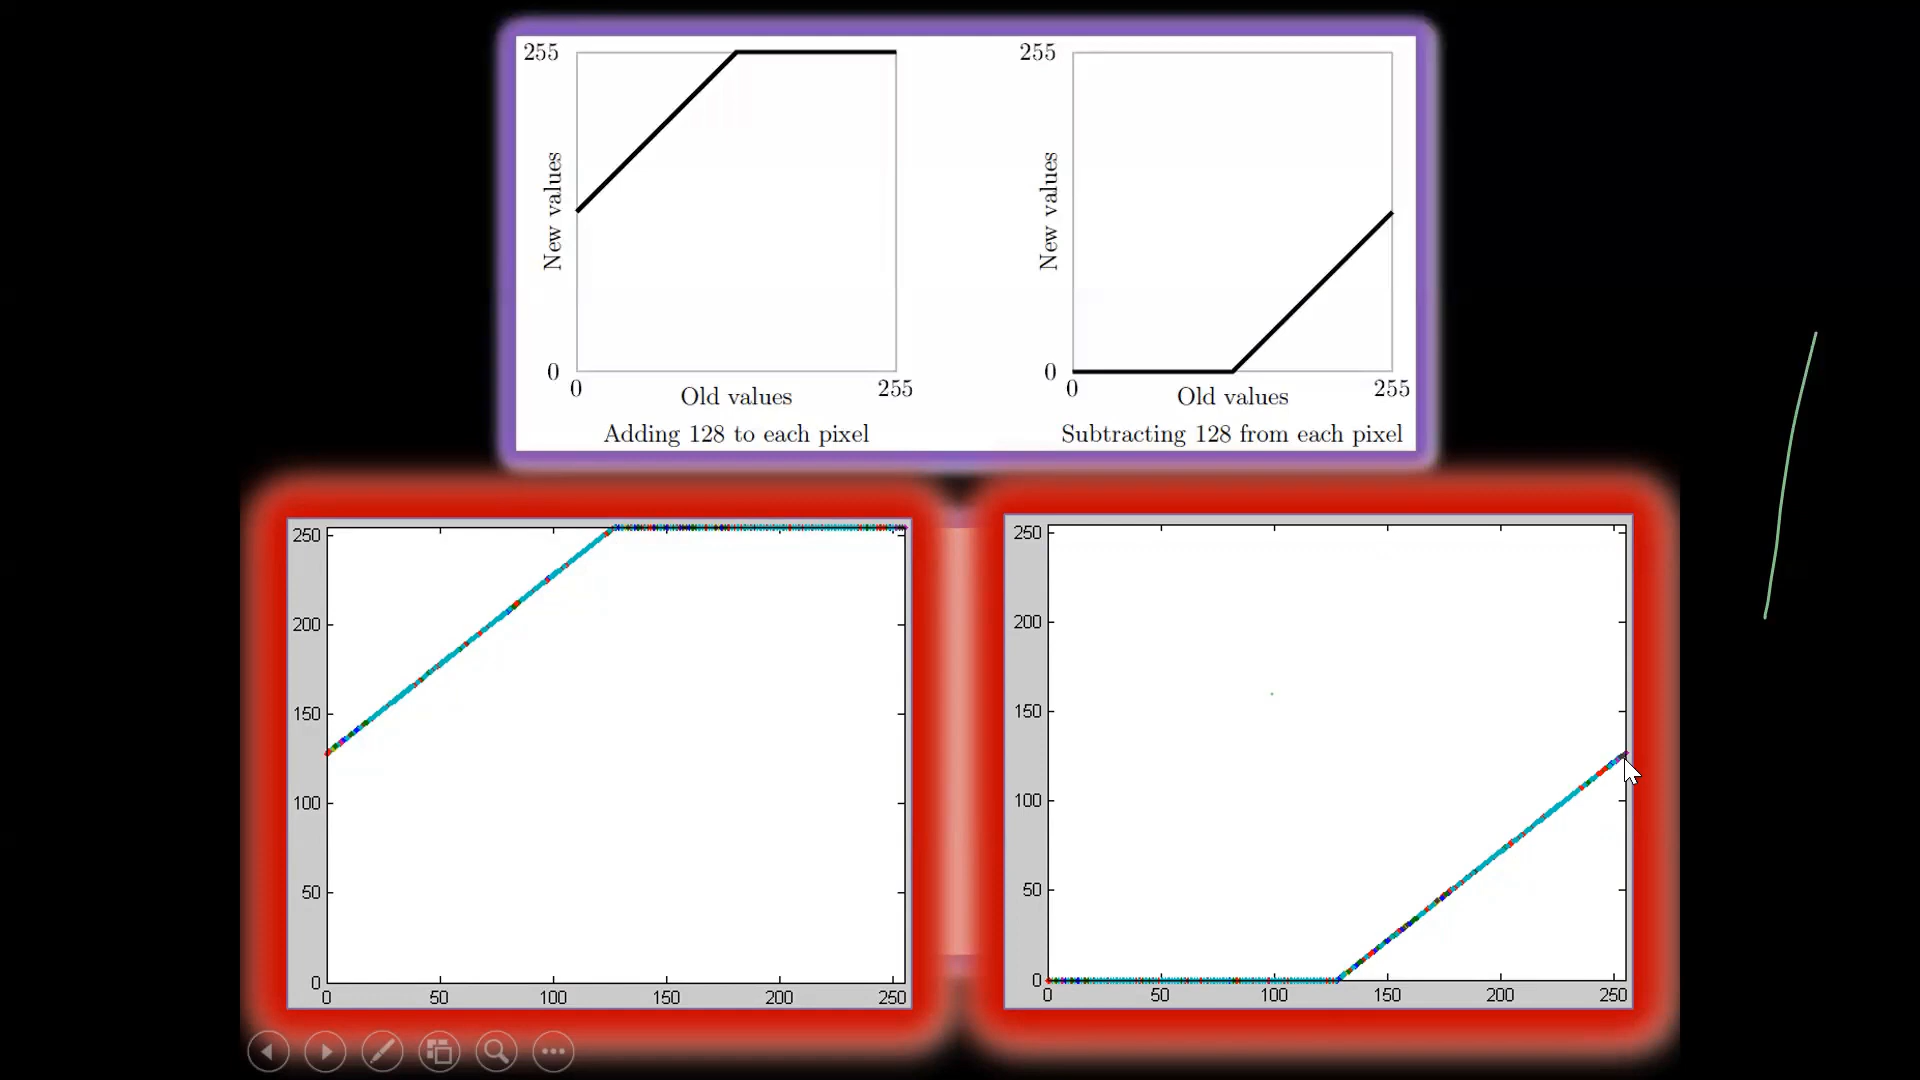 255
New values
0
0
255
Old values
Adding 128 to each pixel
255
New values
0
0
255
Old values
Subtracting 128 from each pixel
250
200
150
100
50
0
0 50 100 150 200 250
250
200
150
100
50
0
0 50 100 150 200 250